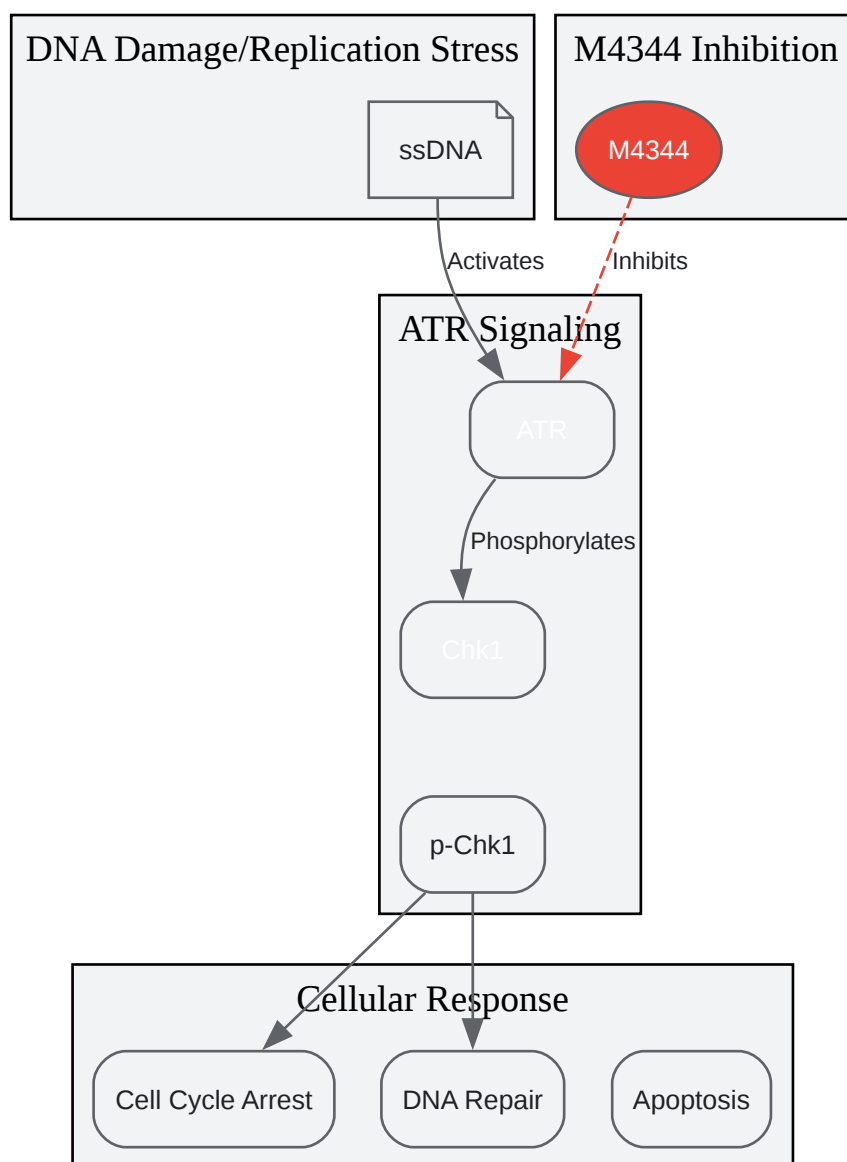 DNA Damage/Replication Stress
M4344 Inhibition
ssDNA
M4344
Activates
Inhibits
ATR Signaling
ATR
Phosphorylates
Chk1
p-Chk1
Cellular Response
Cell Cycle Arrest
DNA Repair
Apoptosis